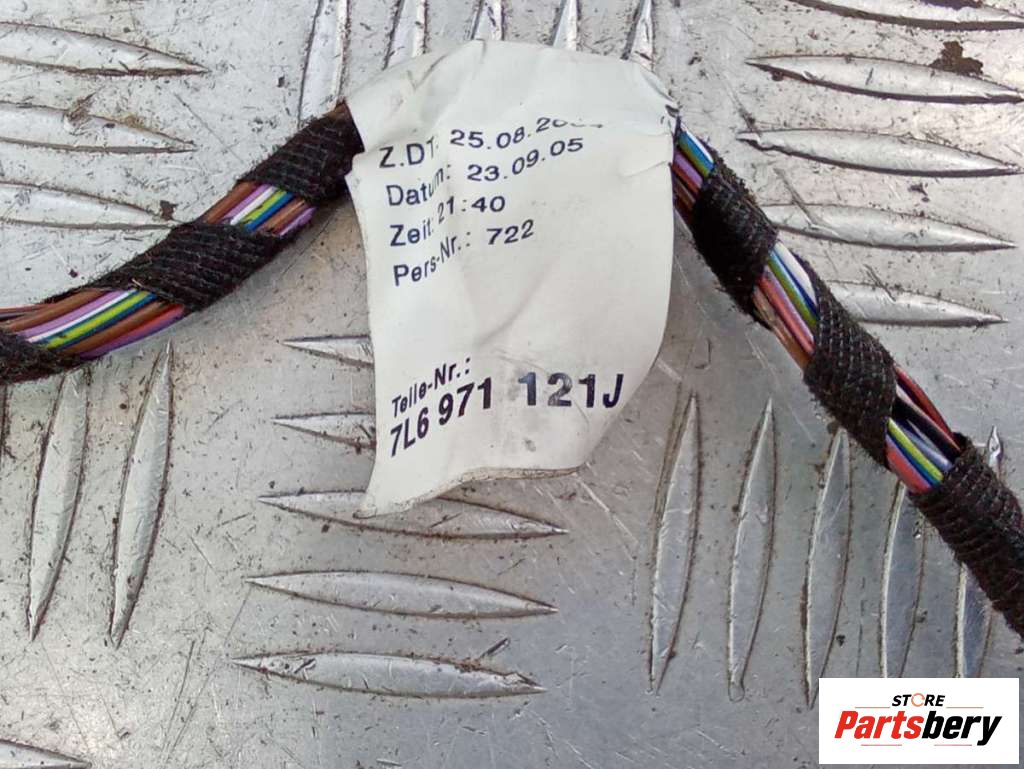 Z.DT: 25.08.
Datum: 23.09.05
Zeit: 21:40
Pers-Nr.: 722
Teile-Nr.:
7L6 971 121J
STORE
Partsbery